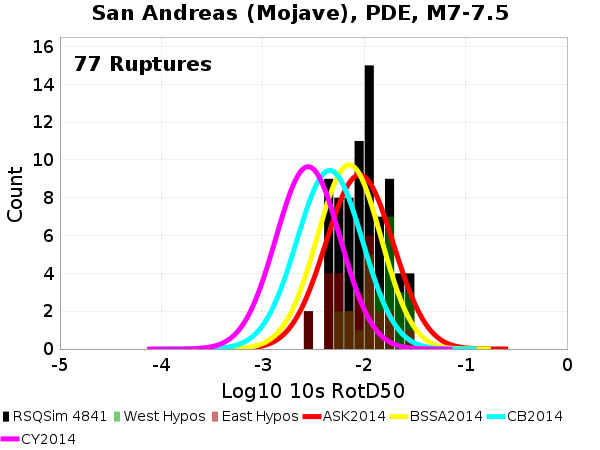 San Andreas (Mojave), PDE, M7-7.5
77 Ruptures
Count
16
14
12
10
8
6
4
2
0
-5 -4 -3 -2 -1 0
Log10 10s RotD50
RSQSim 4841 West Hypos East Hypos ASK2014 BSSA2014 CB2014
CY2014